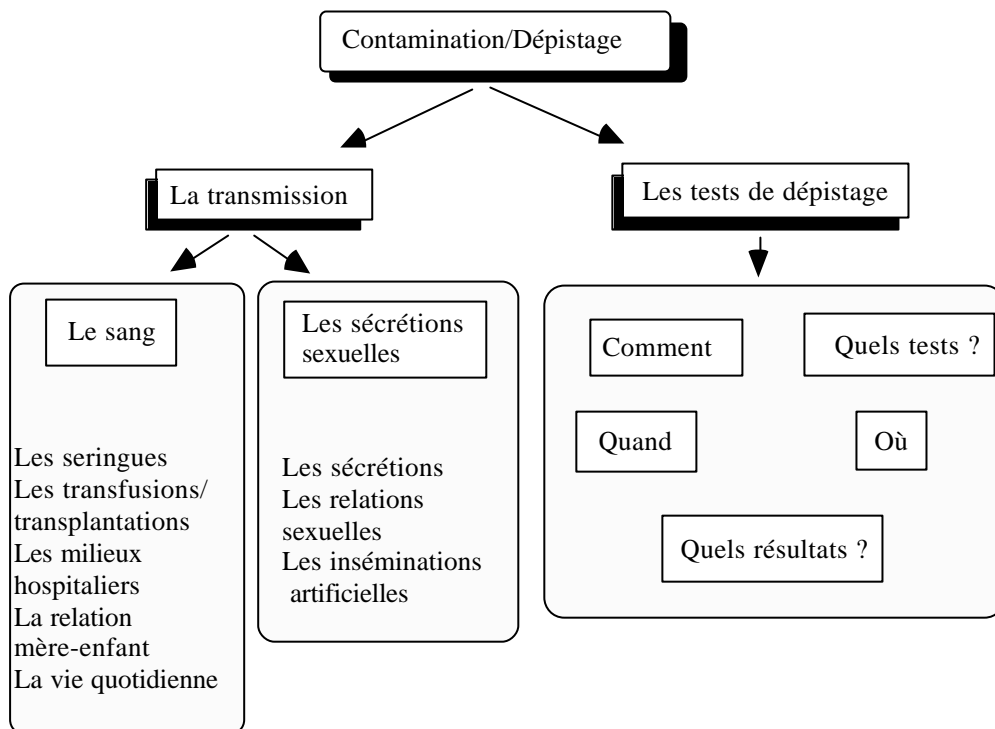 Contamination/Dépistage
La transmission
Les tests de dépistage
Le sang
Les seringues
Les transfusions/
transplantations
Les milieux
hospitaliers
La relation
mère-enfant
La vie quotidienne
Les sécrétions
sexuelles
Les sécrétions
Les relations
sexuelles
Les inséminations
artificielles
Comment
Quels tests ?
Quand
Où
Quels résultats ?